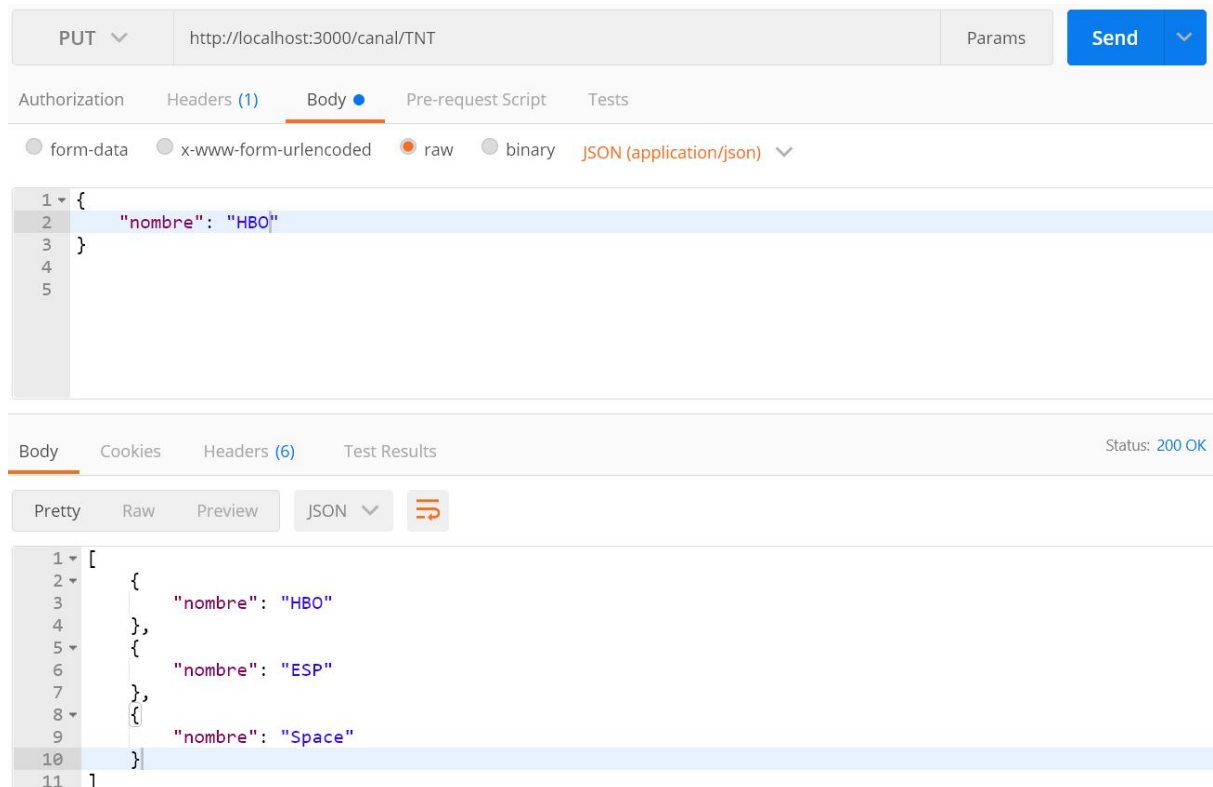 PUT http://localhost:3000/canal/TNT Params Send
Authorization Headers (1) Body Pre-request Script Tests
form-data x-www-form-urlencoded raw binary JSON (application/json)
1 {
2 "nombre": "HBO"
3 }
4
5
Body Cookies Headers (6) Test Results Status: 200 OK
Pretty Raw Preview JSON
1 [
2 {
3 "nombre": "HBO"
4 },
5 {
6 "nombre": "ESP"
7 },
8 {
9 "nombre": "Space"
10 }
11 ]